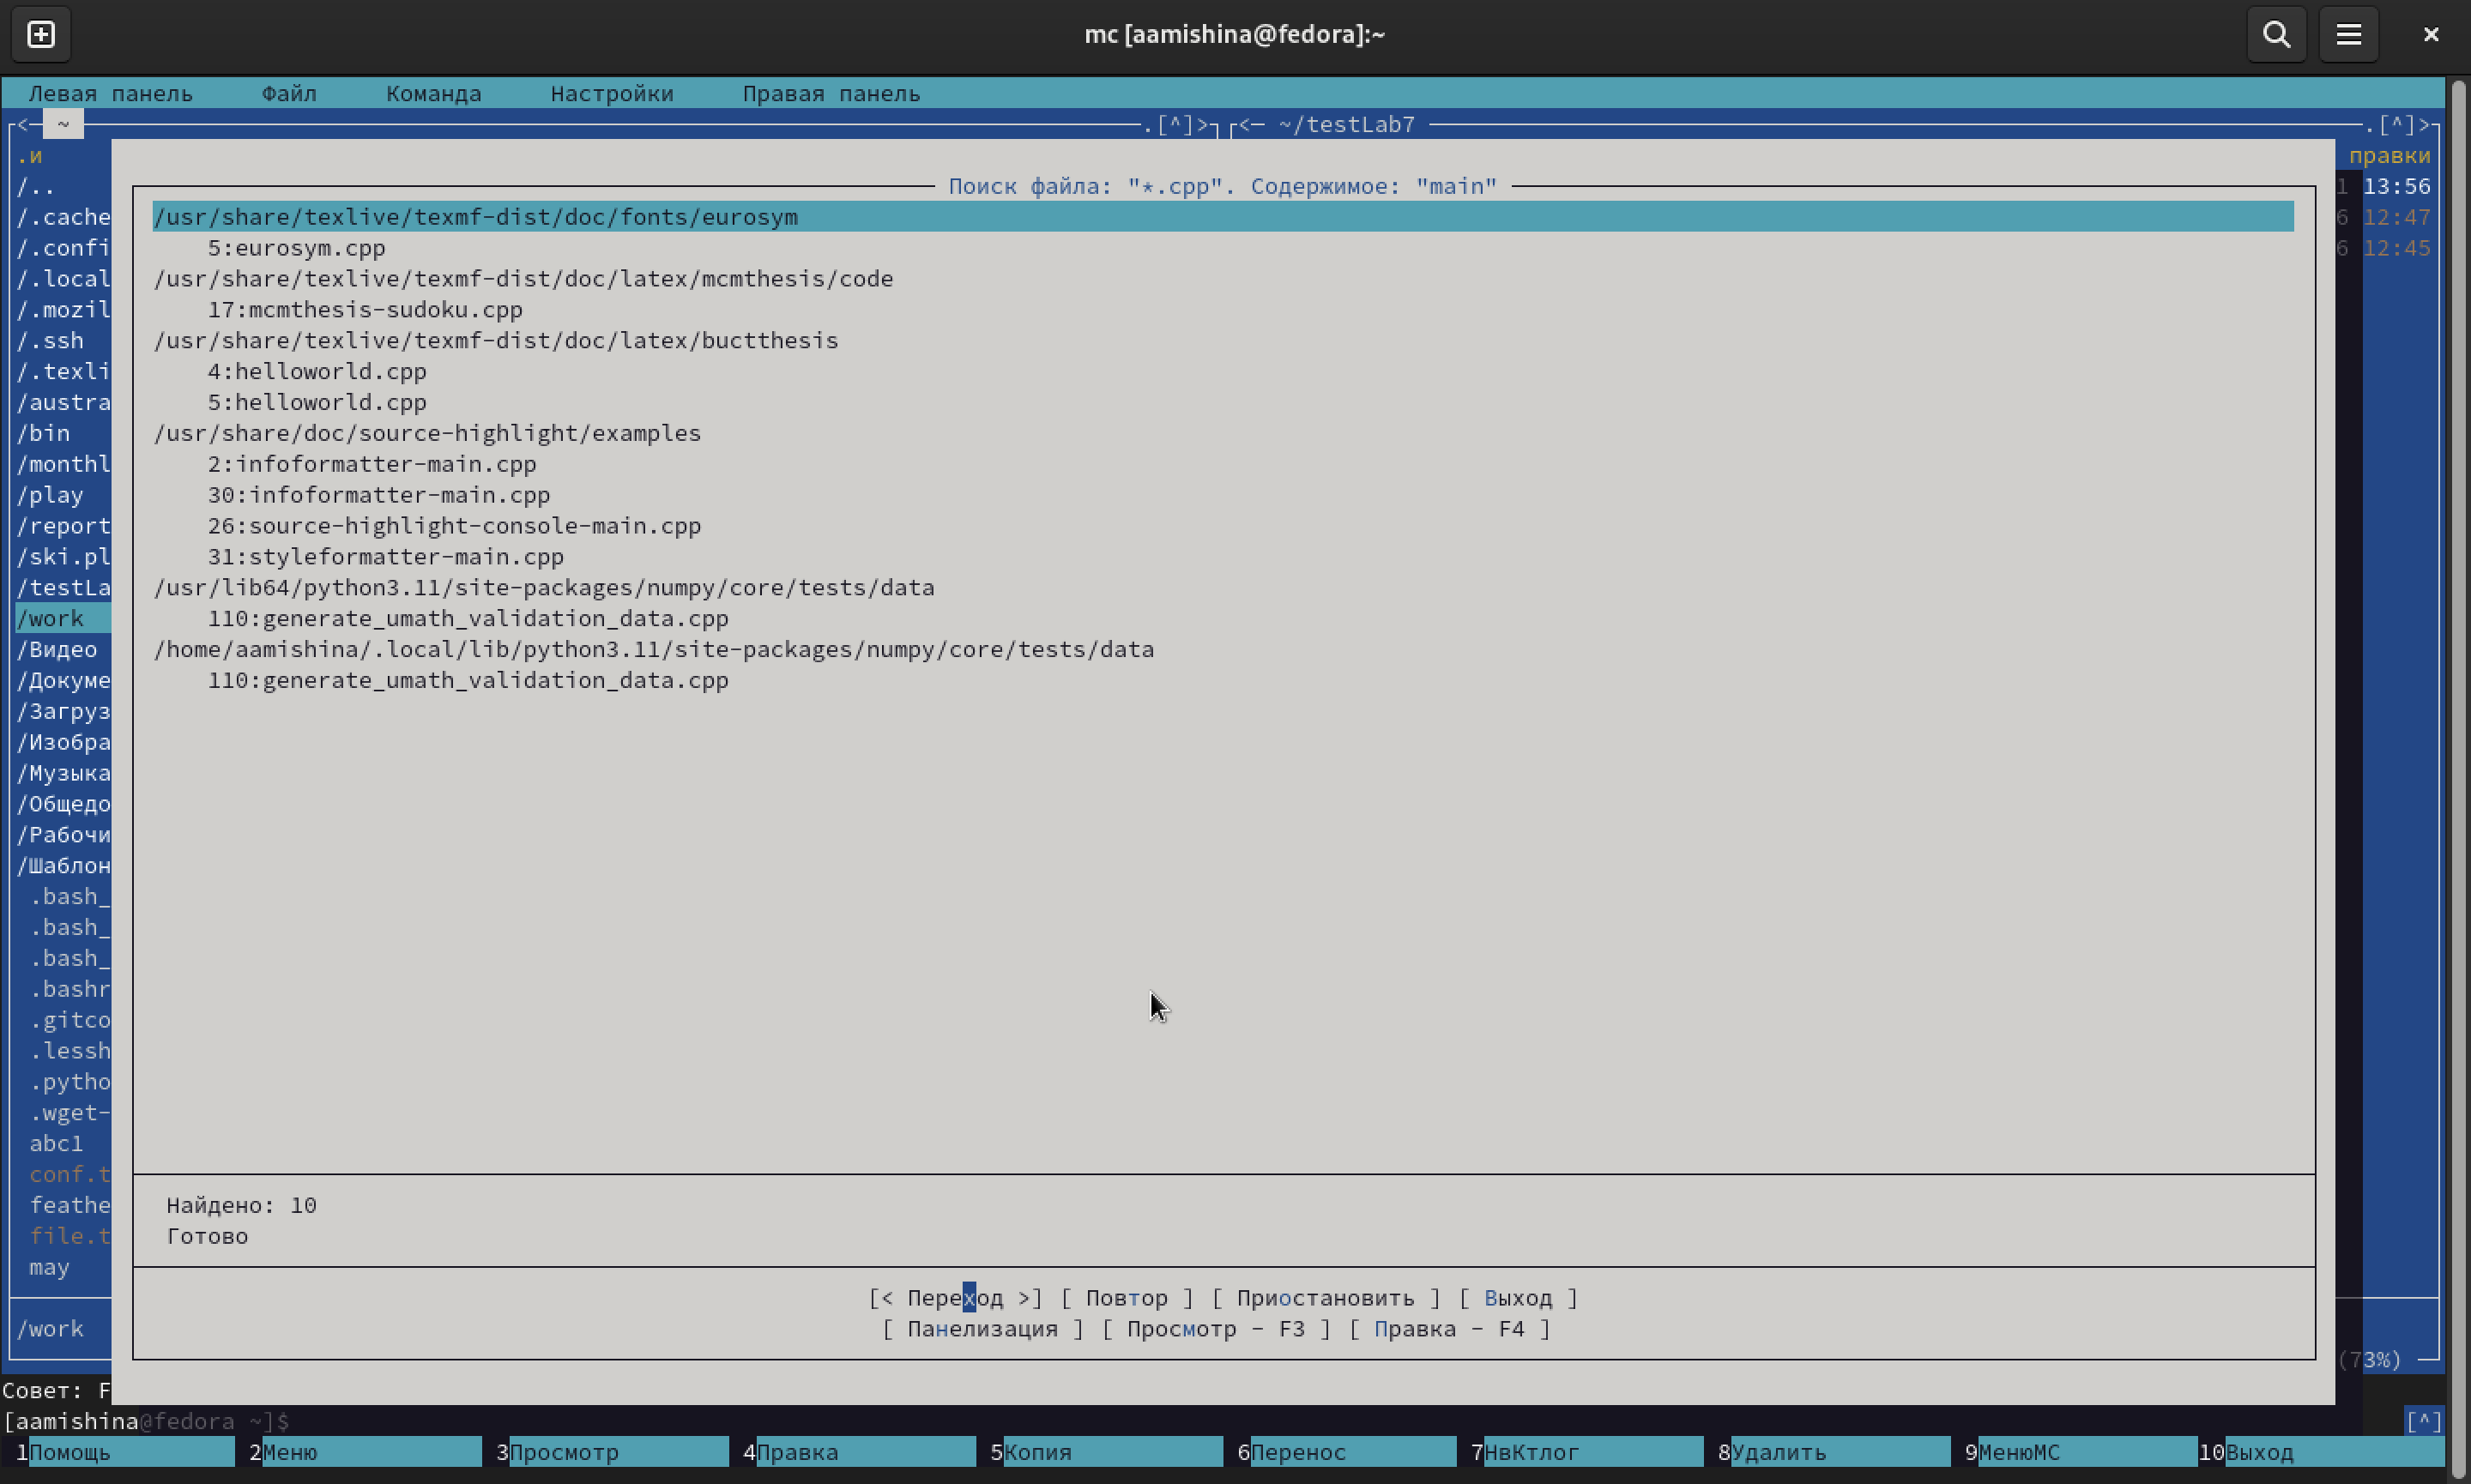 mc [aamishina@fedora]:~
Левая панель Файл Команда Настройки Правая панель
<─ ~ .[^]> <─ ~/testLab7 .[^]>
.и правки
/.. 1 13:56
/.cache 6 12:47
/.confi 6 12:45
/.local
/.mozil
/.ssh
/.texli
/austra
/bin
/monthl
/play
/report
/ski.pl
/testLa
/work
/Видео
/Докуме
/Загруз
/Изобра
/Музыка
/Общедо
/Рабочи
/Шаблон
.bash_
.bash_
.bash_
.bashr
.gitco
.lessh
.pytho
.wget-
abc1
conf.t
feathe
file.t
may
/work
Поиск файла: "*.cpp". Содержимое: "main"
/usr/share/texlive/texmf-dist/doc/fonts/eurosym
5:eurosym.cpp
/usr/share/texlive/texmf-dist/doc/latex/mcmthesis/code
17:mcmthesis-sudoku.cpp
/usr/share/texlive/texmf-dist/doc/latex/buctthesis
4:helloworld.cpp
5:helloworld.cpp
/usr/share/doc/source-highlight/examples
2:infoformatter-main.cpp
30:infoformatter-main.cpp
26:source-highlight-console-main.cpp
31:styleformatter-main.cpp
/usr/lib64/python3.11/site-packages/numpy/core/tests/data
110:generate_umath_validation_data.cpp
/home/aamishina/.local/lib/python3.11/site-packages/numpy/core/tests/data
110:generate_umath_validation_data.cpp
Найдено: 10
Готово
[< Переход >] [ Повтор ] [ Приостановить ] [ Выход ]
[ Панелизация ] [ Просмотр - F3 ] [ Правка - F4 ]
(73%)
Совет: F
[aamishina@fedora ~]$ [^]
1Помощь 2Меню 3Просмотр 4Правка 5Копия 6Перенос 7НвКтлог 8Удалить 9МенюМС 10Выход